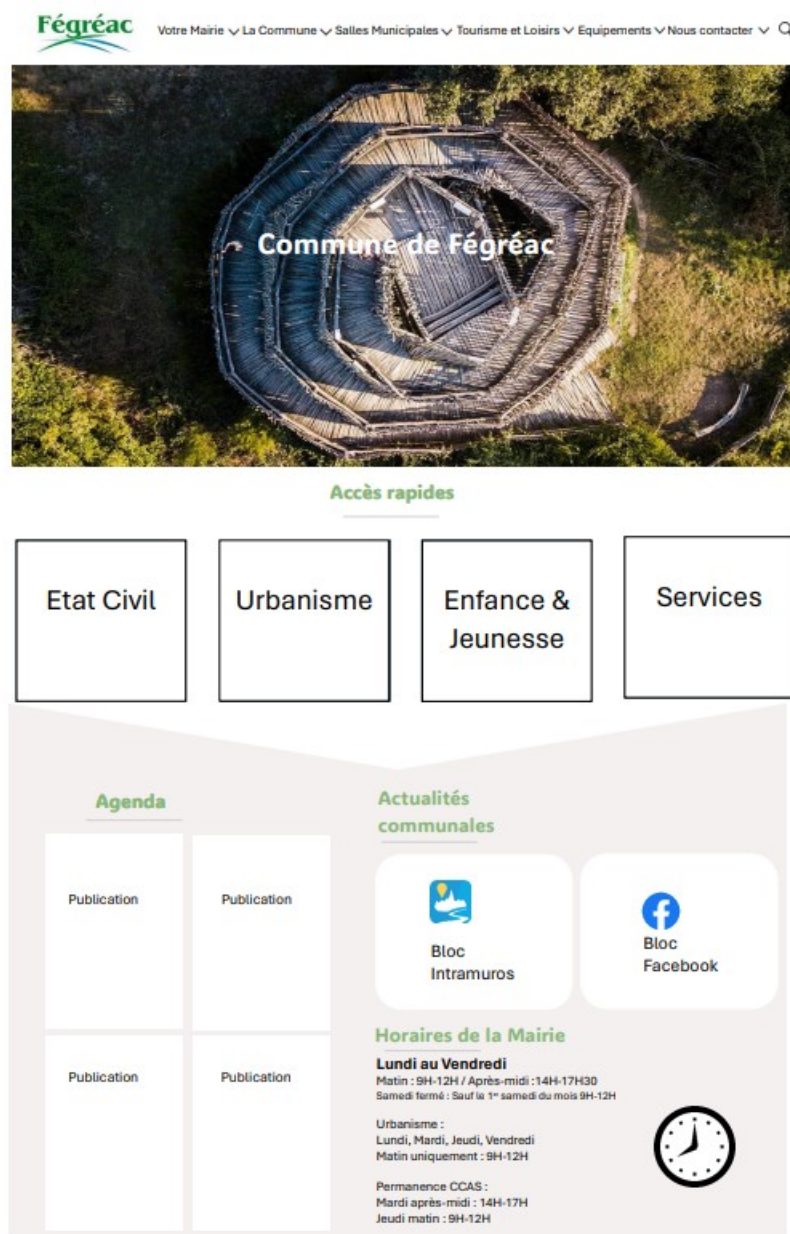 Fégréac
Votre Mairie La Commune Salles Municipales Tourisme et Loisirs Equipements Nous contacter
Commune de Fégréac
Accès rapides
Etat Civil
Urbanisme
Enfance &
Jeunesse
Services
Agenda
Publication
Publication
Publication
Publication
Actualités
communales
Bloc
Intramuros
Bloc
Facebook
Horaires de la Mairie
Lundi au Vendredi
Matin : 9H-12H / Après-midi :14H-17H30
Samedi fermé : Sauf le 1er samedi du mois 9H-12H
Urbanisme :
Lundi, Mardi, Jeudi, Vendredi
Matin uniquement : 9H-12H
Permanence CCAS :
Mardi après-midi : 14H-17H
Jeudi matin : 9H-12H